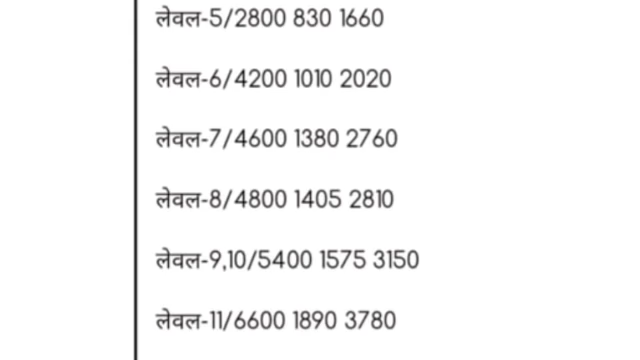 लेवल-5/2800 830 1660
लेवल-6/4200 1010 2020
लेवल-7/4600 1380 2760
लेवल-8/4800 1405 2810
लेवल-9,10/5400 1575 3150
लेवल-11/6600 1890 3780